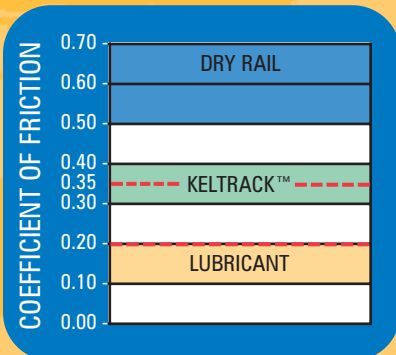 COEFFICIENT OF FRICTION
0.70
DRY RAIL
0.60
0.50
0.40
0.35
KELTRACK™
0.30
0.20
LUBRICANT
0.10
0.00